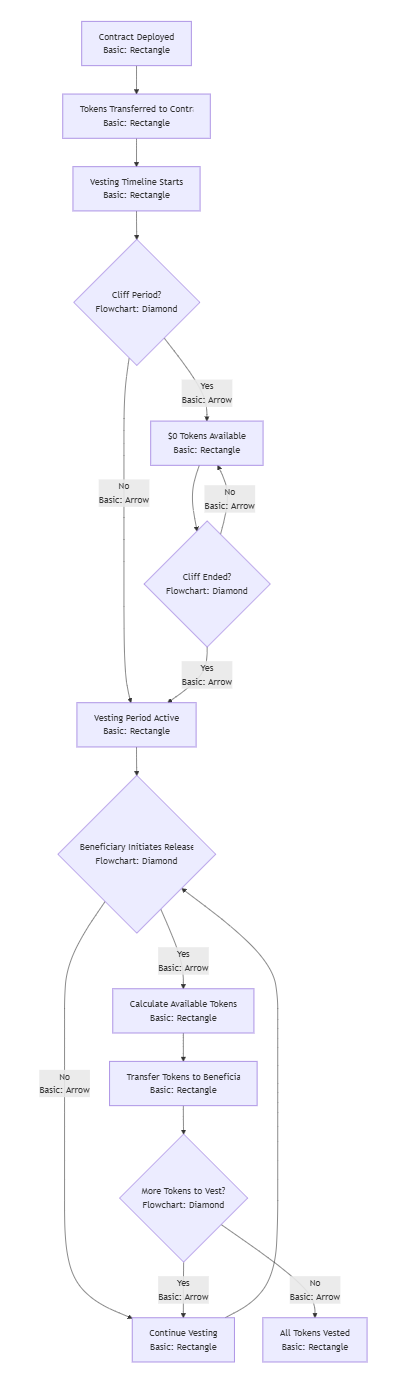 Contract Deployed
Basic: Rectangle
Tokens Transferred to Contra
Basic: Rectangle
Vesting Timeline Starts
Basic: Rectangle
Cliff Period?
Flowchart: Diamond
Yes
Basic: Arrow
$0 Tokens Available
Basic: Rectangle
No
Basic: Arrow
No
Basic: Arrow
Cliff Ended?
Flowchart: Diamond
Yes
Basic: Arrow
Vesting Period Active
Basic: Rectangle
Beneficiary Initiates Release
Flowchart: Diamond
Yes
Basic: Arrow
Calculate Available Tokens
Basic: Rectangle
No
Basic: Arrow
Transfer Tokens to Beneficia
Basic: Rectangle
More Tokens to Vest?
Flowchart: Diamond
Yes
Basic: Arrow
No
Basic: Arrow
Continue Vesting
Basic: Rectangle
All Tokens Vested
Basic: Rectangle